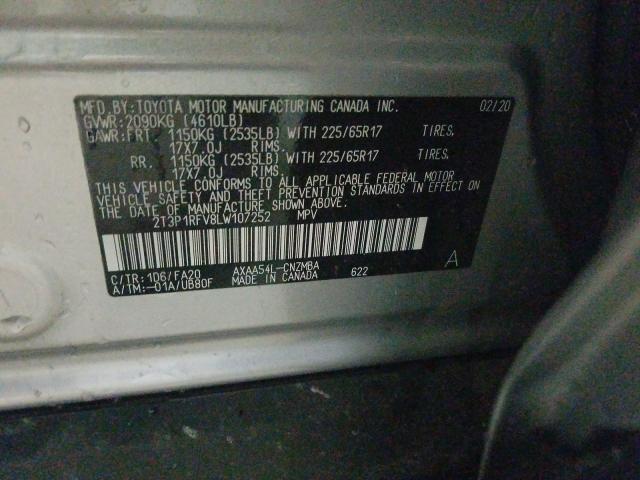 MFD. BY: TOYOTA MOTOR MANUFACTURING CANADA INC. 02/20
GVWR: 2090KG (4610LB)
GAWR: FRT. 1150KG (2535LB) WITH 225/65R17 TIRES.
17X7.0J RIMS.
RR. 1150KG (2535LB) WITH 225/65R17 TIRES.
17X7.0J RIMS.
THIS VEHICLE CONFORMS TO ALL APPLICABLE FEDERAL MOTOR
VEHICLE SAFETY AND THEFT PREVENTION STANDARDS IN EFFECT
ON THE DATE OF MANUFACTURE SHOWN ABOVE.
2T3P1RFV8LW107252 MPV
C/TR: 1D6/FA20 AXAA54L-CNZMBA 622 A
A/TM: -01A/UB80F MADE IN CANADA